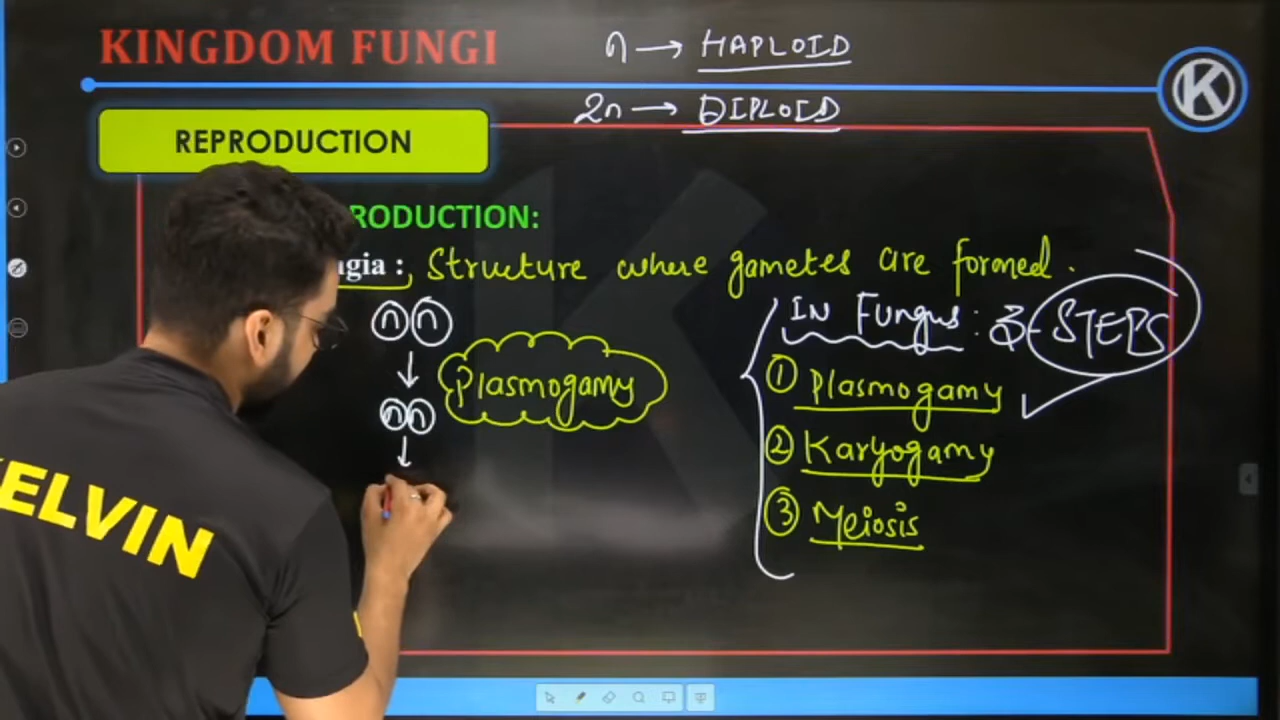 KINGDOM FUNGI
n → HAPLOID
2n → DIPLOID
K
REPRODUCTION
RODUCTION:
ngia : , Structure where gametes are formed.
n n
IN Fungus : 3 - STEPS
Plasmogamy
① Plasmogamy
n n
② Karyogamy
③ Meiosis
ELVIN